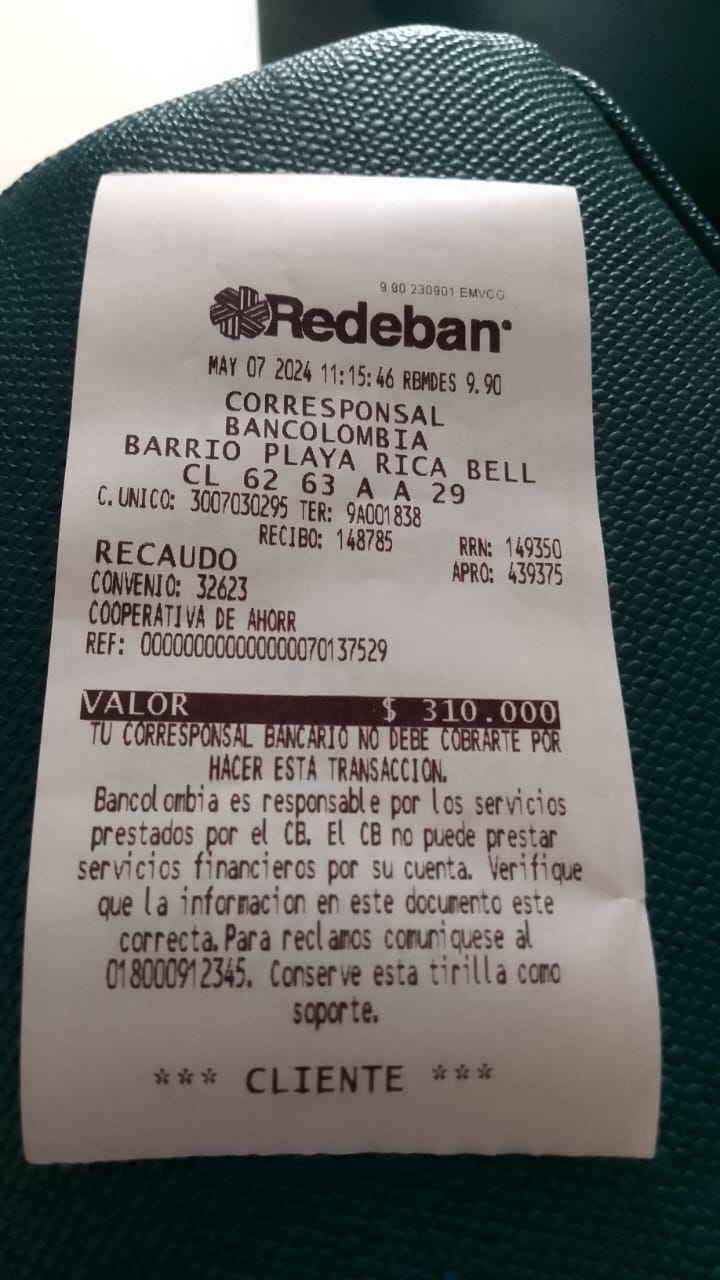 9 90 230901 EMVCO
Redeban
MAY 07 2024 11:15:46 RBMDES 9.90
CORRESPONSAL
BANCOLOMBIA
BARRIO PLAYA RICA BELL
CL 62 63 A A 29
C. UNICO: 3007030295 TER: 9A001838
RECIBO: 148785 RRN: 149350
RECAUDO APRO: 439375
CONVENIO: 32623
COOPERATIVA DE AHORR
REF: 000000000000000070137529
VALOR $ 310.000
TU CORRESPONSAL BANCARIO NO DEBE COBRARTE POR
HACER ESTA TRANSACCION.
Bancolombia es responsable por los servicios
prestados por el CB. El CB no puede prestar
servicios financieros por su cuenta. Verifique
que la informacion en este documento este
correcta. Para reclamos comuniquese al
018000912345. Conserve esta tirilla como
soporte.
*** CLIENTE ***